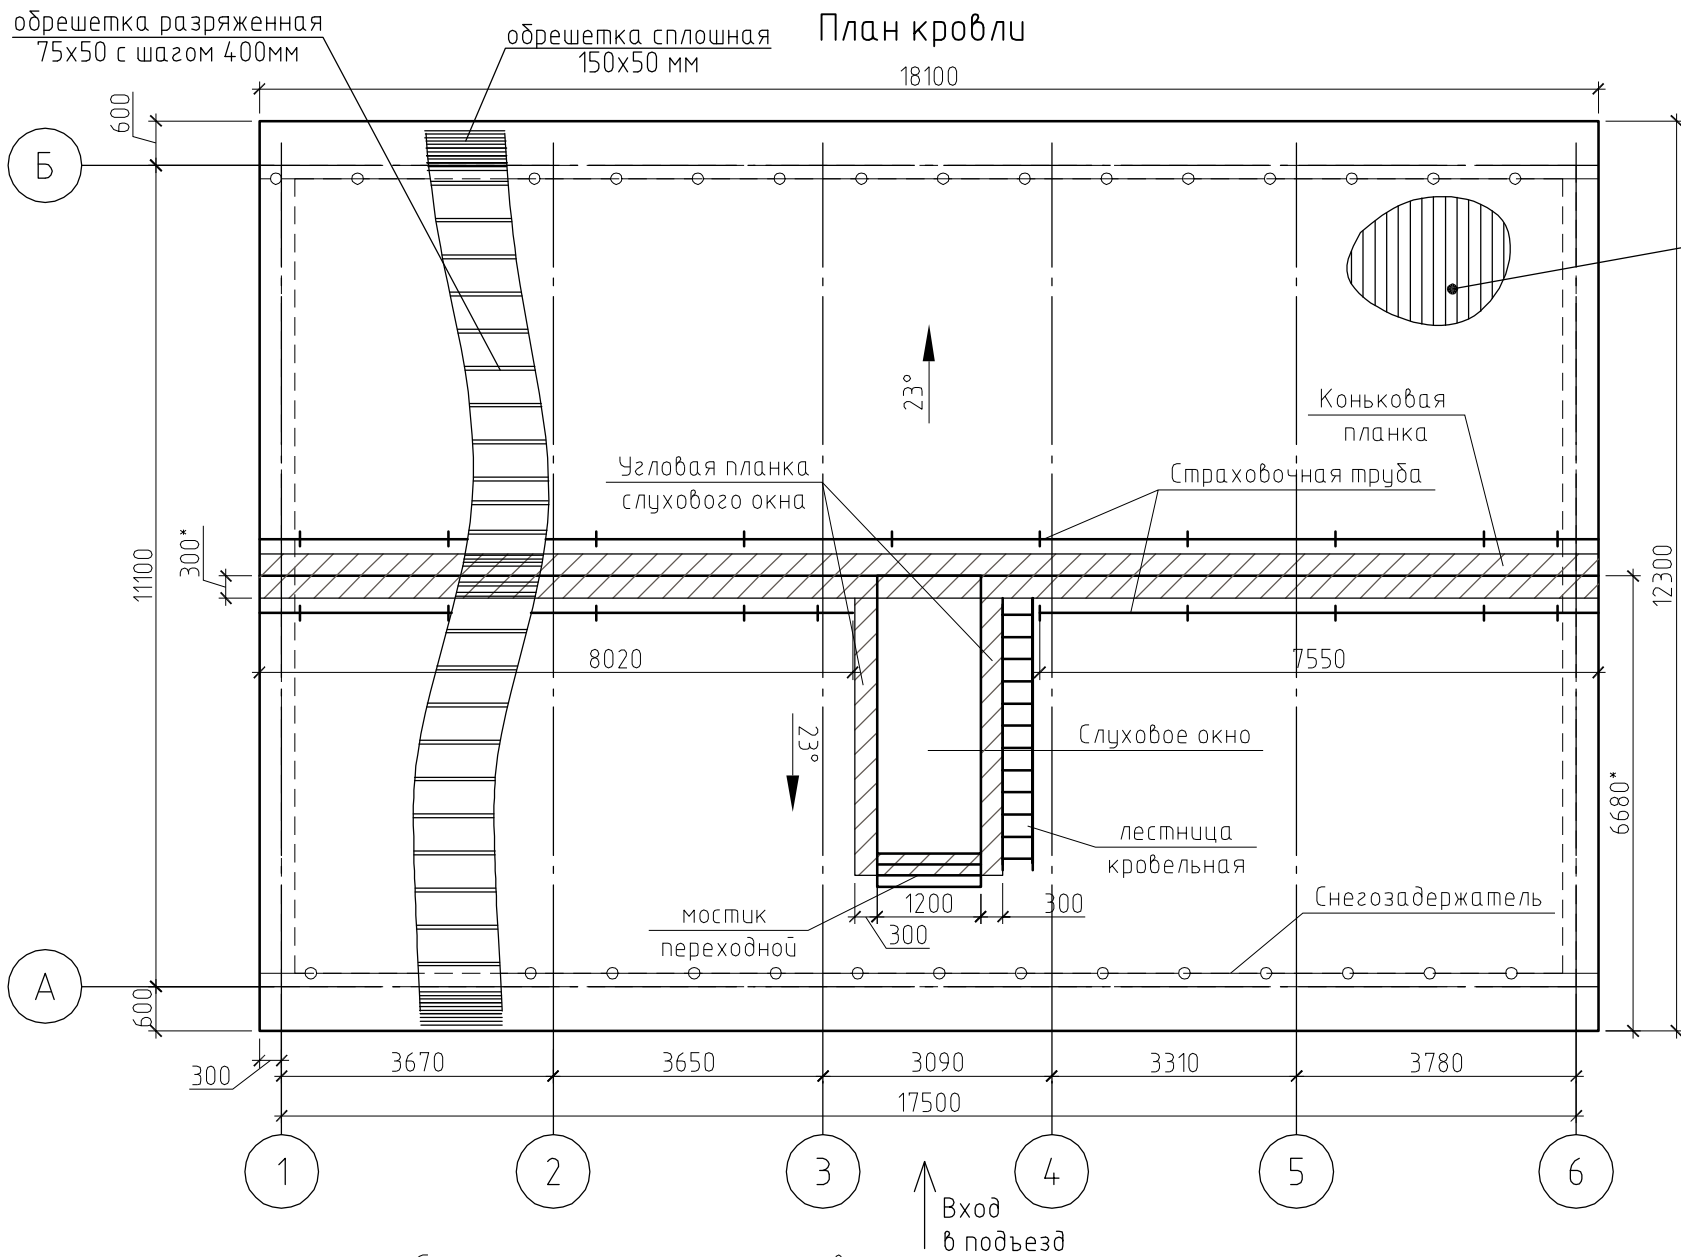 План кровли
обрешетка разряженная
75х50 с шагом 400мм
обрешетка сплошная
150х50 мм
18100
600
Б
23°
Коньковая
планка
Угловая планка
слухового окна
Страховочная труба
11100
300*
12300
8020
7550
23°
Слуховое окно
6680*
лестница
кровельная
1200
300
300
мостик
переходной
Снегозадержатель
А
600
300
3670
3650
3090
3310
3780
17500
1
2
3
4
5
6
Вход
в подъезд